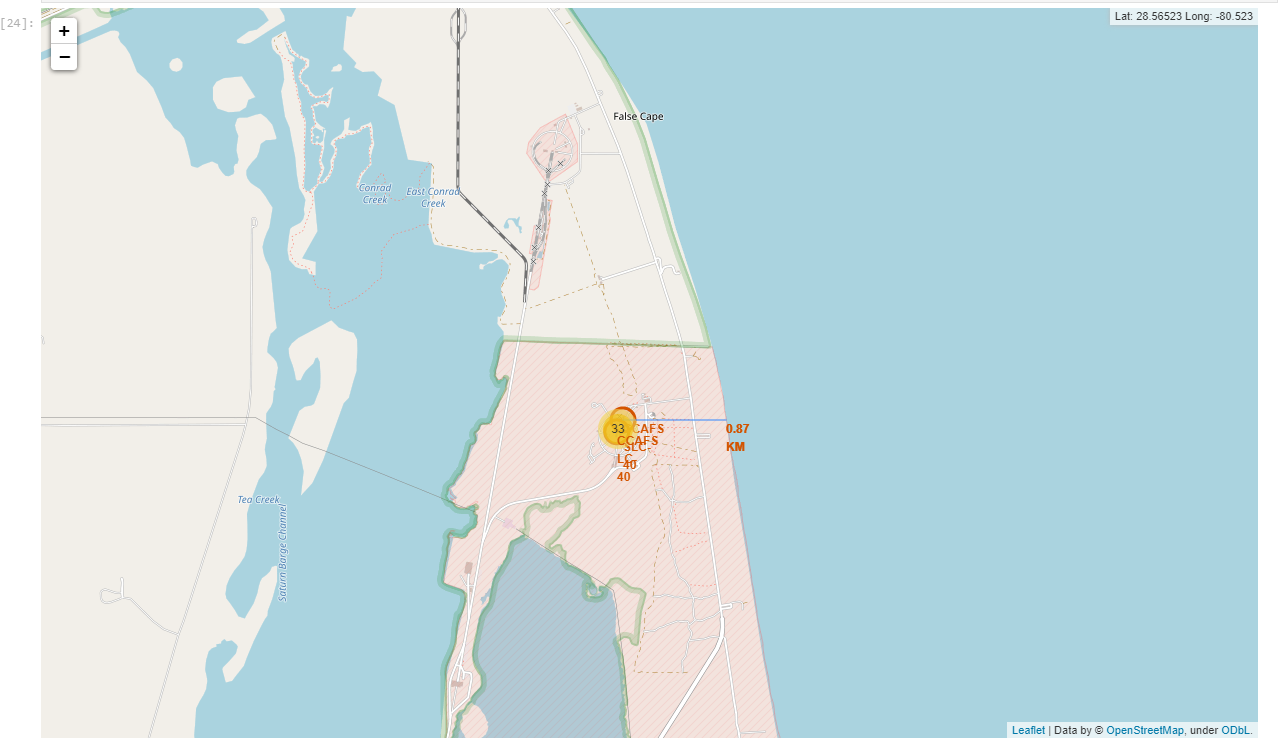 [24]:
+
−
Lat: 28.56523 Long: -80.523
False Cape
Conrad
Creek
East Conrad
Creek
33
CCAFS
SLC-
40
CCAFS
LC-
40
0.87
KM
Tea Creek
Saturn Barge Channel
Leaflet | Data by © OpenStreetMap, under ODbL.